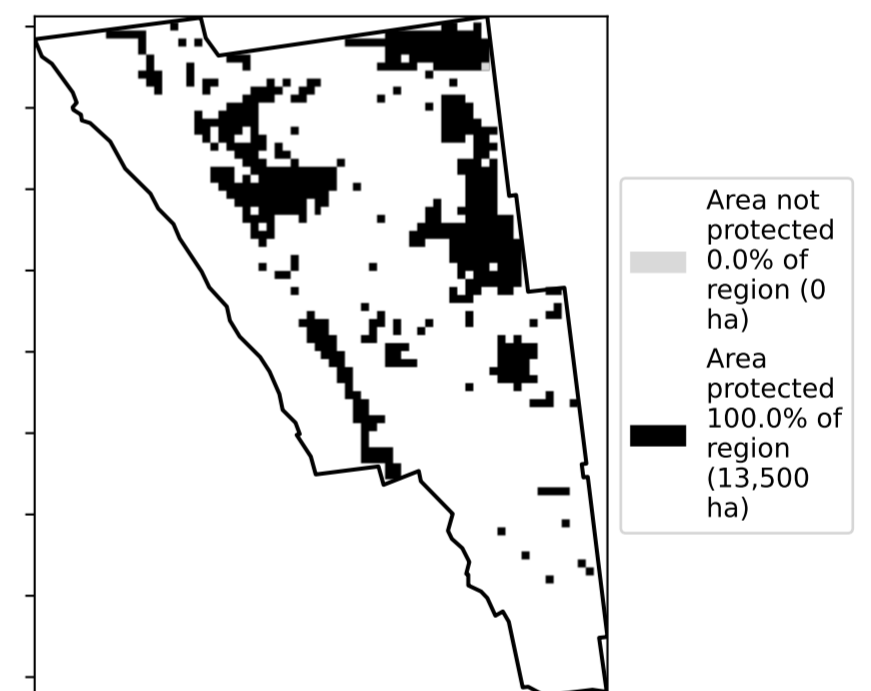 Area not
protected
0.0% of
region (0
ha)
Area
protected
100.0% of
region
(13,500
ha)